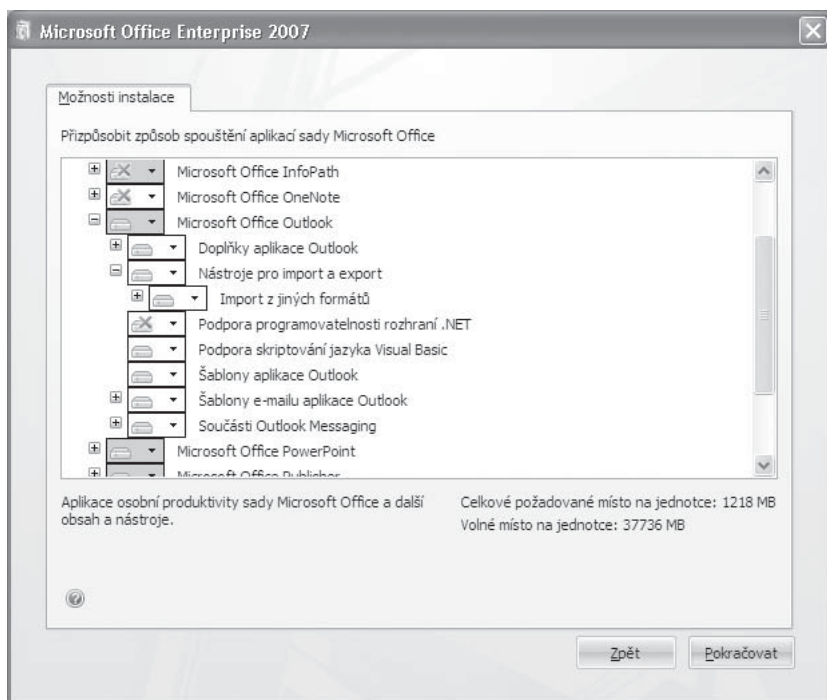 Microsoft Office Enterprise 2007
Možnosti instalace
Přizpůsobit způsob spouštění aplikací sady Microsoft Office
Microsoft Office InfoPath
Microsoft Office OneNote
Microsoft Office Outlook
Doplňky aplikace Outlook
Nástroje pro import a export
Import z jiných formátů
Podpora programovatelnosti rozhraní .NET
Podpora skriptování jazyka Visual Basic
Šablony aplikace Outlook
Šablony e-mailu aplikace Outlook
Součásti Outlook Messaging
Microsoft Office PowerPoint
Microsoft Office Publisher
Aplikace osobní produktivity sady Microsoft Office a další
obsah a nástroje.
Celkové požadované místo na jednotce: 1218 MB
Volné místo na jednotce: 37736 MB
Zpět
Pokračovat